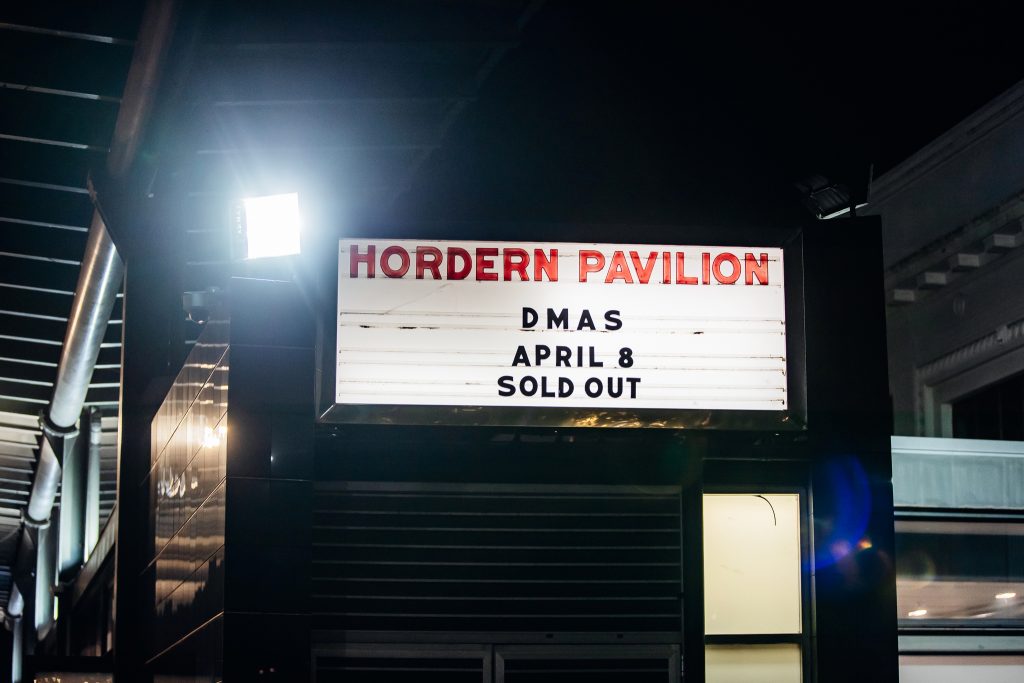 HORDERN PAVILION
DMAS
APRIL 8
SOLD OUT